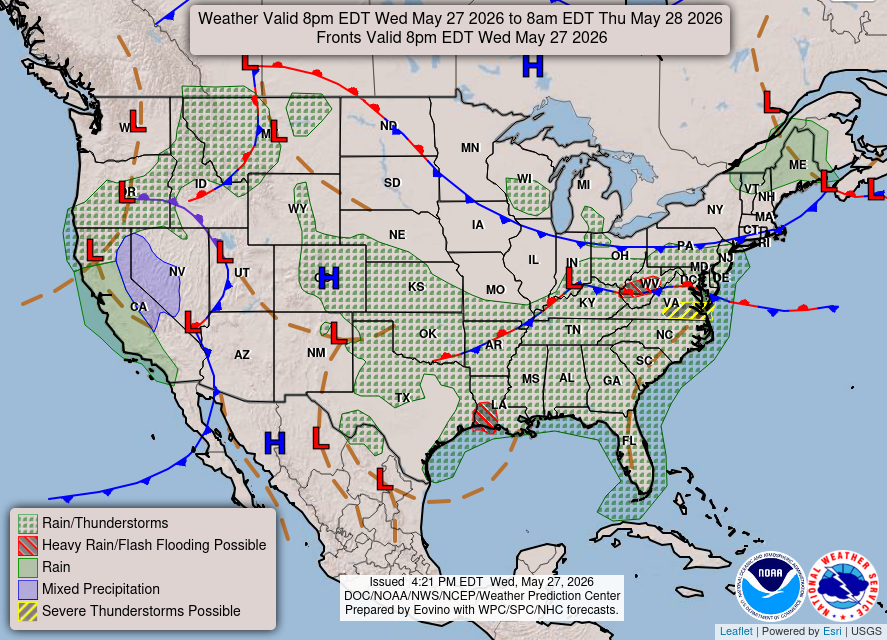 Weather Valid 8pm EDT Wed May 27 2026 to 8am EDT Thu May 28 2026
Fronts Valid 8pm EDT Wed May 27 2026
L
H
L
L
L
ND
MN
ME
L
ID
SD
WI
MI
VT
NH
L
L
WY
IA
NY
MA
CT
RI
L
L
NE
PA
NJ
H
NV
UT
IL
IN
OH
MD
DC
DE
L
KS
MO
WV
CA
KY
VA
L
L
OK
TN
NC
AZ
NM
AR
SC
TX
MS
AL
GA
LA
H
L
FL
L
Rain/Thunderstorms
Heavy Rain/Flash Flooding Possible
Rain
Mixed Precipitation
Severe Thunderstorms Possible
Issued 4:21 PM EDT Wed, May 27, 2026
DOC/NOAA/NWS/NCEP/Weather Prediction Center
Prepared by Eovino with WPC/SPC/NHC forecasts.
NOAA
NATIONAL WEATHER SERVICE
Leaflet | Powered by Esri | USGS